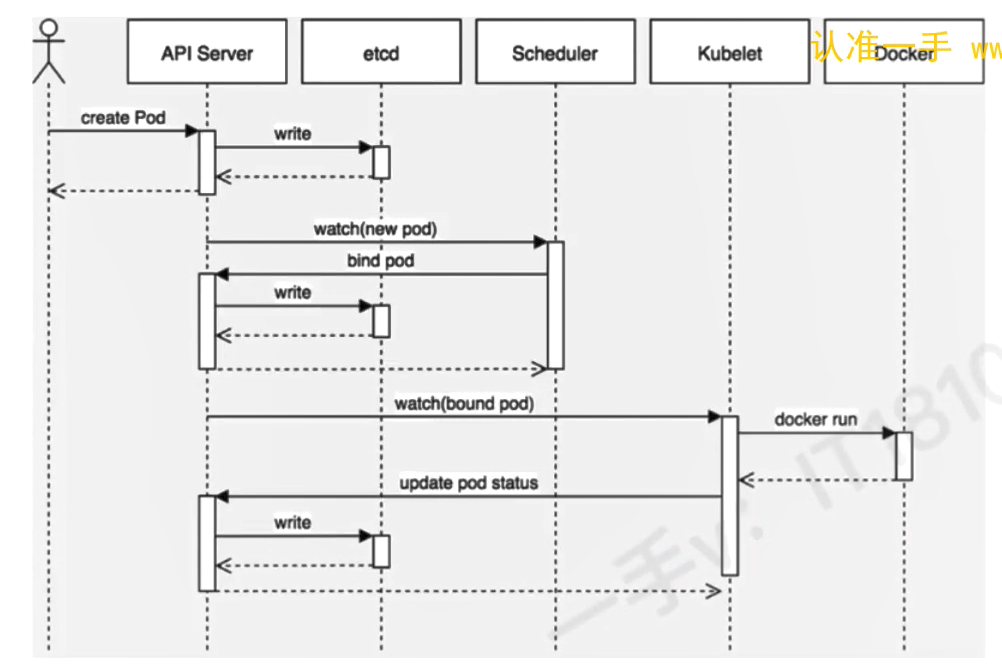 API Server
etcd
Scheduler
Kubelet
Docker
认准一手 ww
create Pod
write
watch(new pod)
bind pod
write
watch(bound pod)
docker run
update pod status
write
一手v: IT1810